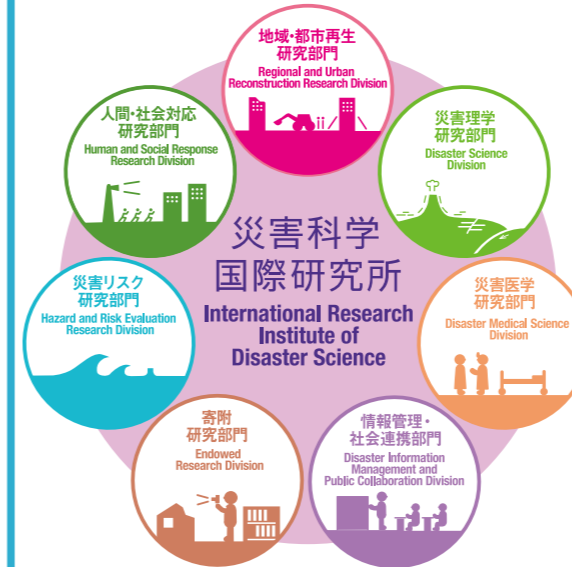 地域・都市再生
研究部門
Regional and Urban
Reconstruction Research Division
人間・社会対応
研究部門
Human and Social Response
Research Division
災害理学
研究部門
Disaster Science
Division
災害科学
国際研究所
International Research
Institute of
Disaster Science
災害リスク
研究部門
Hazard and Risk Evaluation
Research Division
災害医学
研究部門
Disaster Medical Science
Division
寄附
研究部門
Endowed
Research Division
情報管理・
社会連携部門
Disaster Information
Management and
Public Collaboration Division